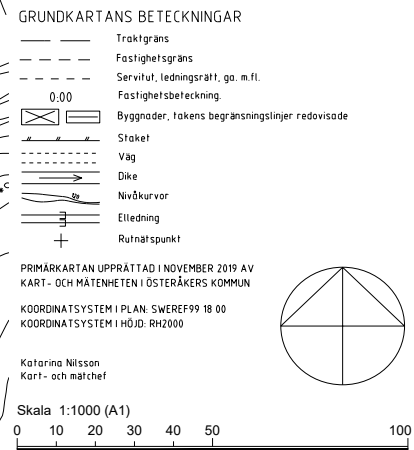 GRUNDKARTANS BETECKNINGAR
Traktgräns
Fastighetsgräns
Servitut, ledningsrätt, ga. m.fl.
0:00 Fastighetsbeteckning.
Byggnader, takens begränsningslinjer redovisade
Staket
Väg
Dike
Nivåkurvor
Elledning
Rutnätspunkt
PRIMÄRKARTAN UPPRÄTTAD I NOVEMBER 2019 AV
KART- OCH MÄTENHETEN I ÖSTERÅKERS KOMMUN
KOORDINATSYSTEM I PLAN: SWEREF99 18 00
KOORDINATSYSTEM I HÖJD: RH2000
Katarina Nilsson
Kart- och mätchef
Skala 1:1000 (A1)
0 10 20 30 40 50 100